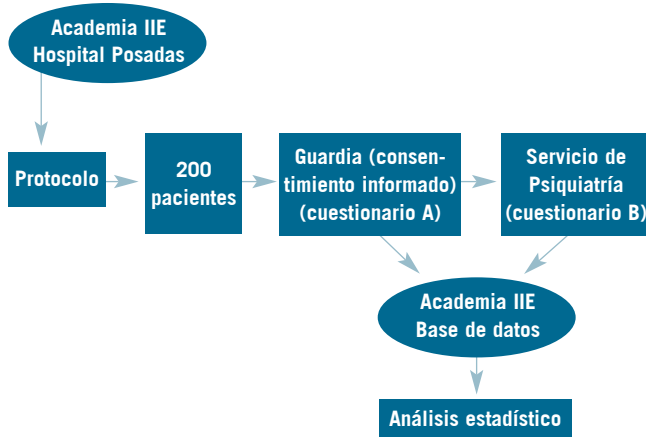 Academia IIE
Hospital Posadas
Protocolo
200
pacientes
Guardia (consen-
timiento informado)
(cuestionario A)
Servicio de
Psiquiatría
(cuestionario B)
Academia IIE
Base de datos
Análisis estadístico